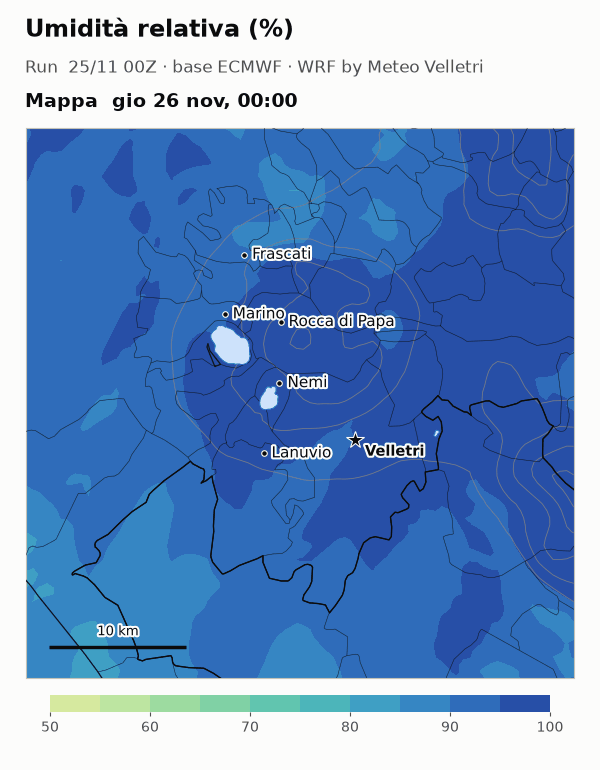 Umidità relativa (%)
Run  25/11 00Z · base ECMWF · WRF by Meteo Velletri
Mappa  gio 26 nov, 00:00
Frascati
Marino
Rocca di Papa
Nemi
Velletri
Lanuvio
10 km
50 60 70 80 90 100